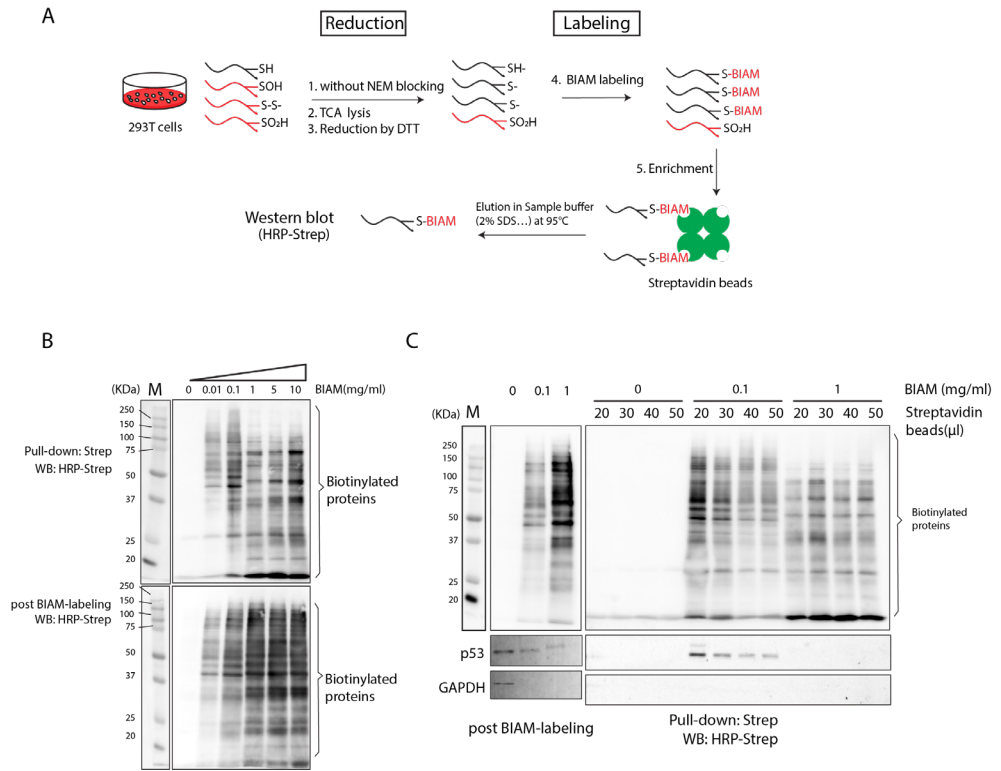 A
Reduction
Labeling
SH
SOH
S-S-
SO₂H
293T cells
1. without NEM blocking
2. TCA lysis
3. Reduction by DTT
SH-
S-
S-
SO₂H
4. BIAM labeling
S-BIAM
S-BIAM
S-BIAM
SO₂H
5. Enrichment
Western blot
(HRP-Strep)
S-BIAM
Elution in Sample buffer
(2% SDS...) at 95°C
S-BIAM
S-BIAM
Streptavidin beads
B
(KDa) M 0 0.01 0.1 1 5 10 BIAM(mg/ml)
250
150
100
75
50
37
25
20
Pull-down: Strep
WB: HRP-Strep
Biotinylated
proteins
250
150
100
75
50
37
25
20
post BIAM-labeling
WB: HRP-Strep
Biotinylated
proteins
C
0 0.1 1 0 0.1 1 BIAM (mg/ml)
(KDa) M 20 30 40 50 20 30 40 50 20 30 40 50 Streptavidin
beads(μl)
250
150
100
75
50
37
25
20
Biotinylated
proteins
p53
GAPDH
post BIAM-labeling
Pull-down: Strep
WB: HRP-Strep